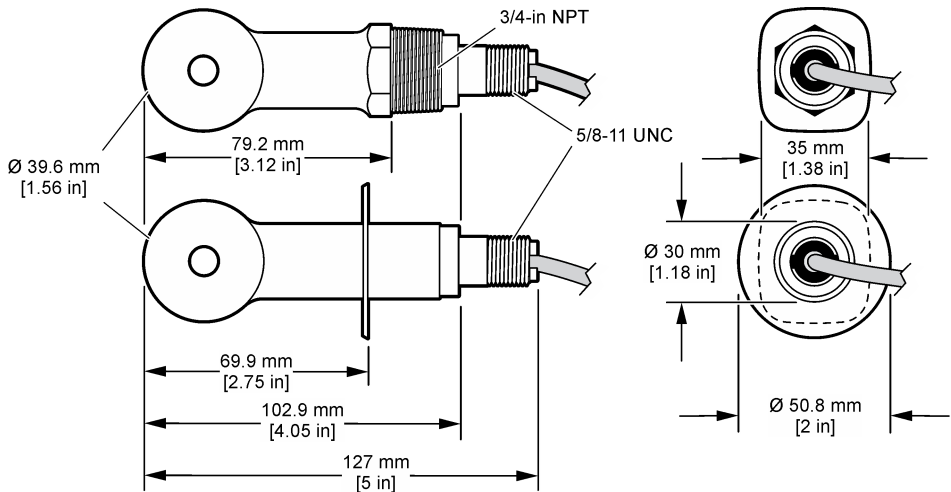 3/4-in NPT
79.2 mm
[3.12 in]
5/8-11 UNC
35 mm
[1.38 in]
Ø 39.6 mm
[1.56 in]
Ø 30 mm
[1.18 in]
69.9 mm
[2.75 in]
102.9 mm
[4.05 in]
Ø 50.8 mm
[2 in]
127 mm
[5 in]